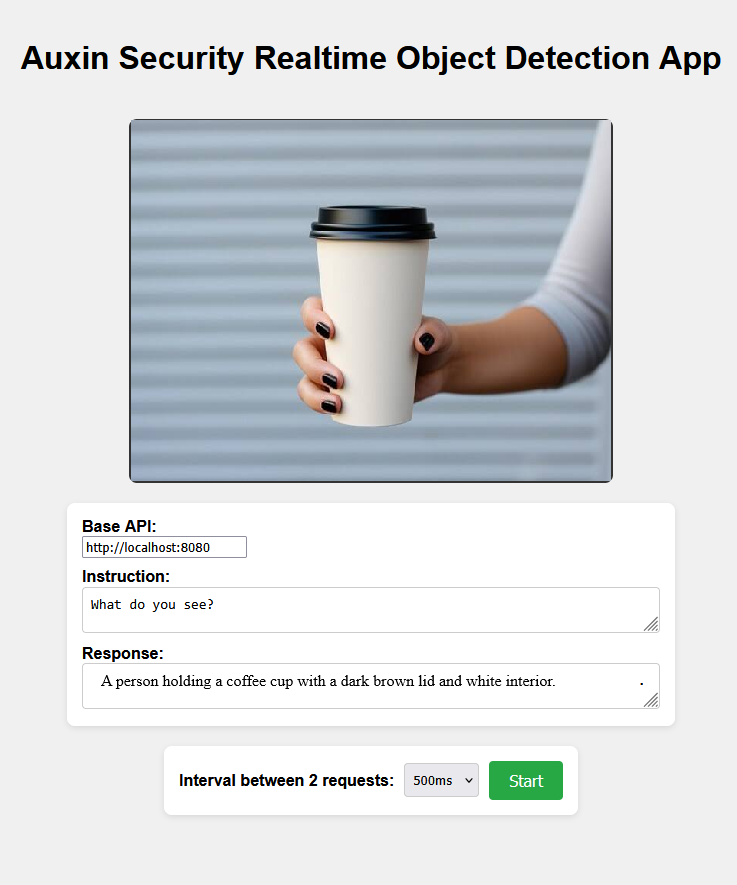 Auxin Security Realtime Object Detection App
Base API:
http://localhost:8080
Instruction:
What do you see?
Response:
A person holding a coffee cup with a dark brown lid and white interior. .
Interval between 2 requests: 500ms Start